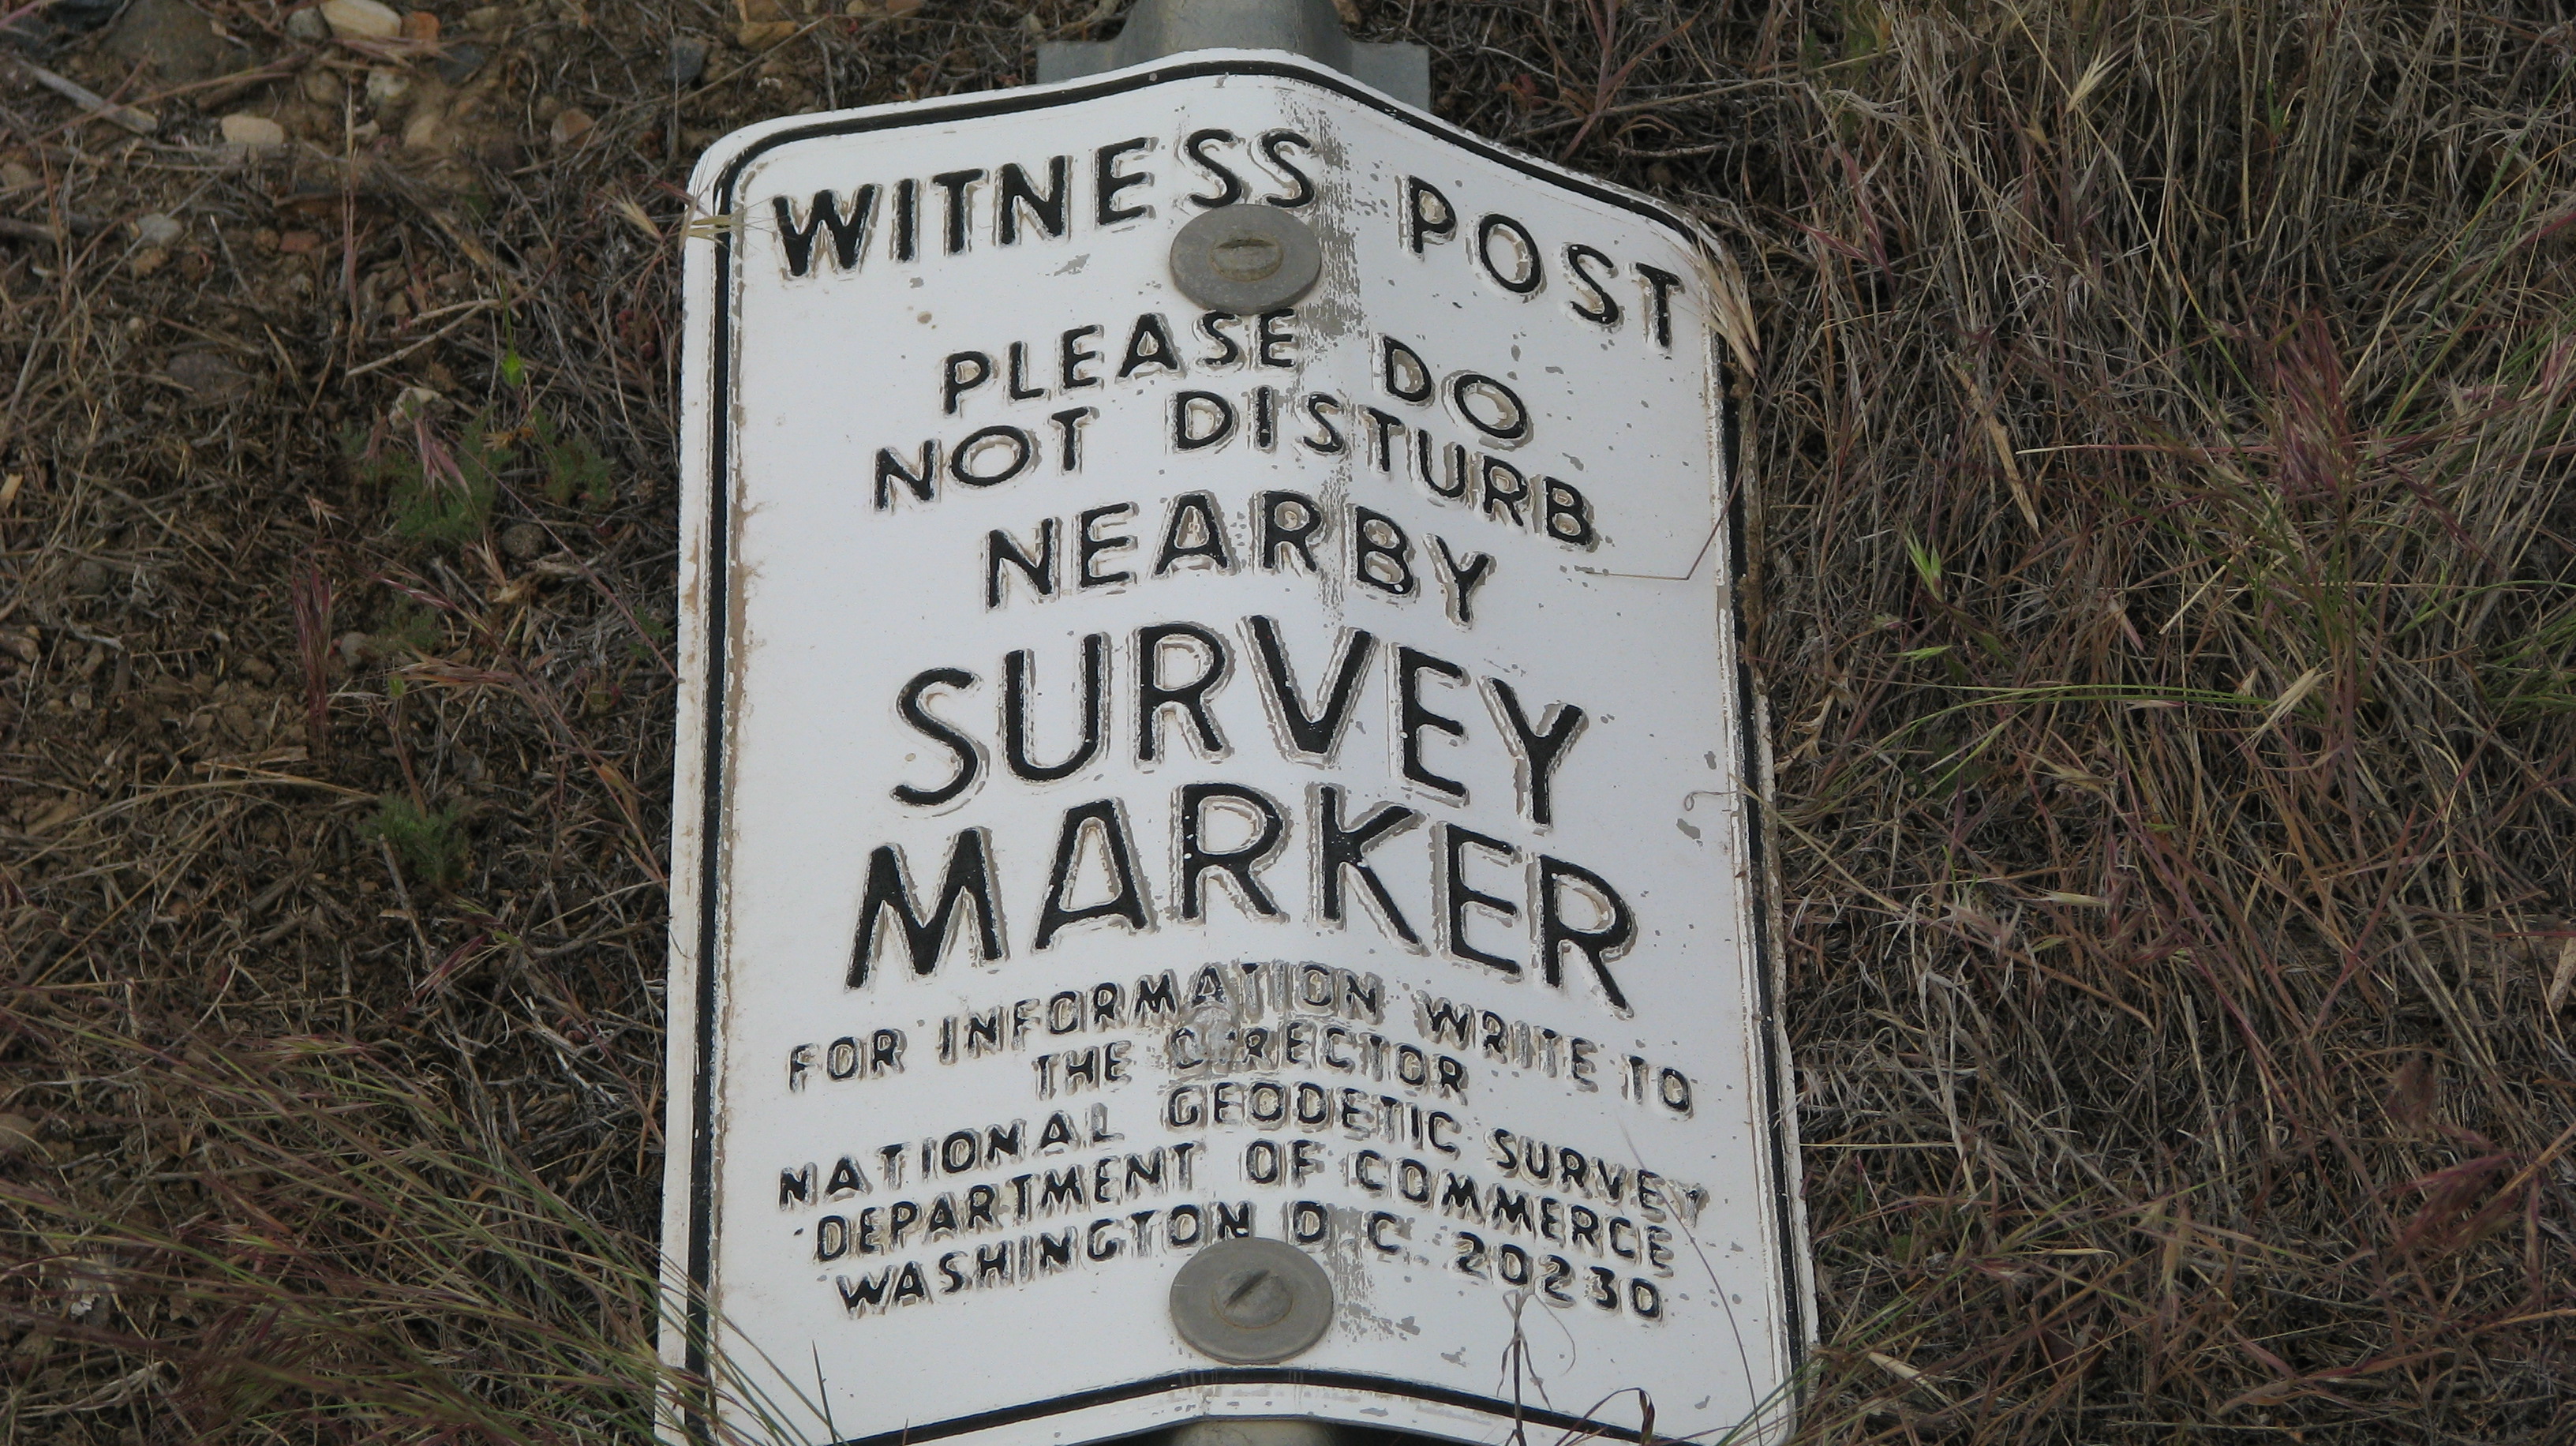 WITNESS POST
PLEASE DO
NOT DISTURB
NEARBY
SURVEY
MARKER
FOR INFORMATION WRITE TO
THE DIRECTOR
NATIONAL GEODETIC SURVEY
DEPARTMENT OF COMMERCE
WASHINGTON D.C. 20230